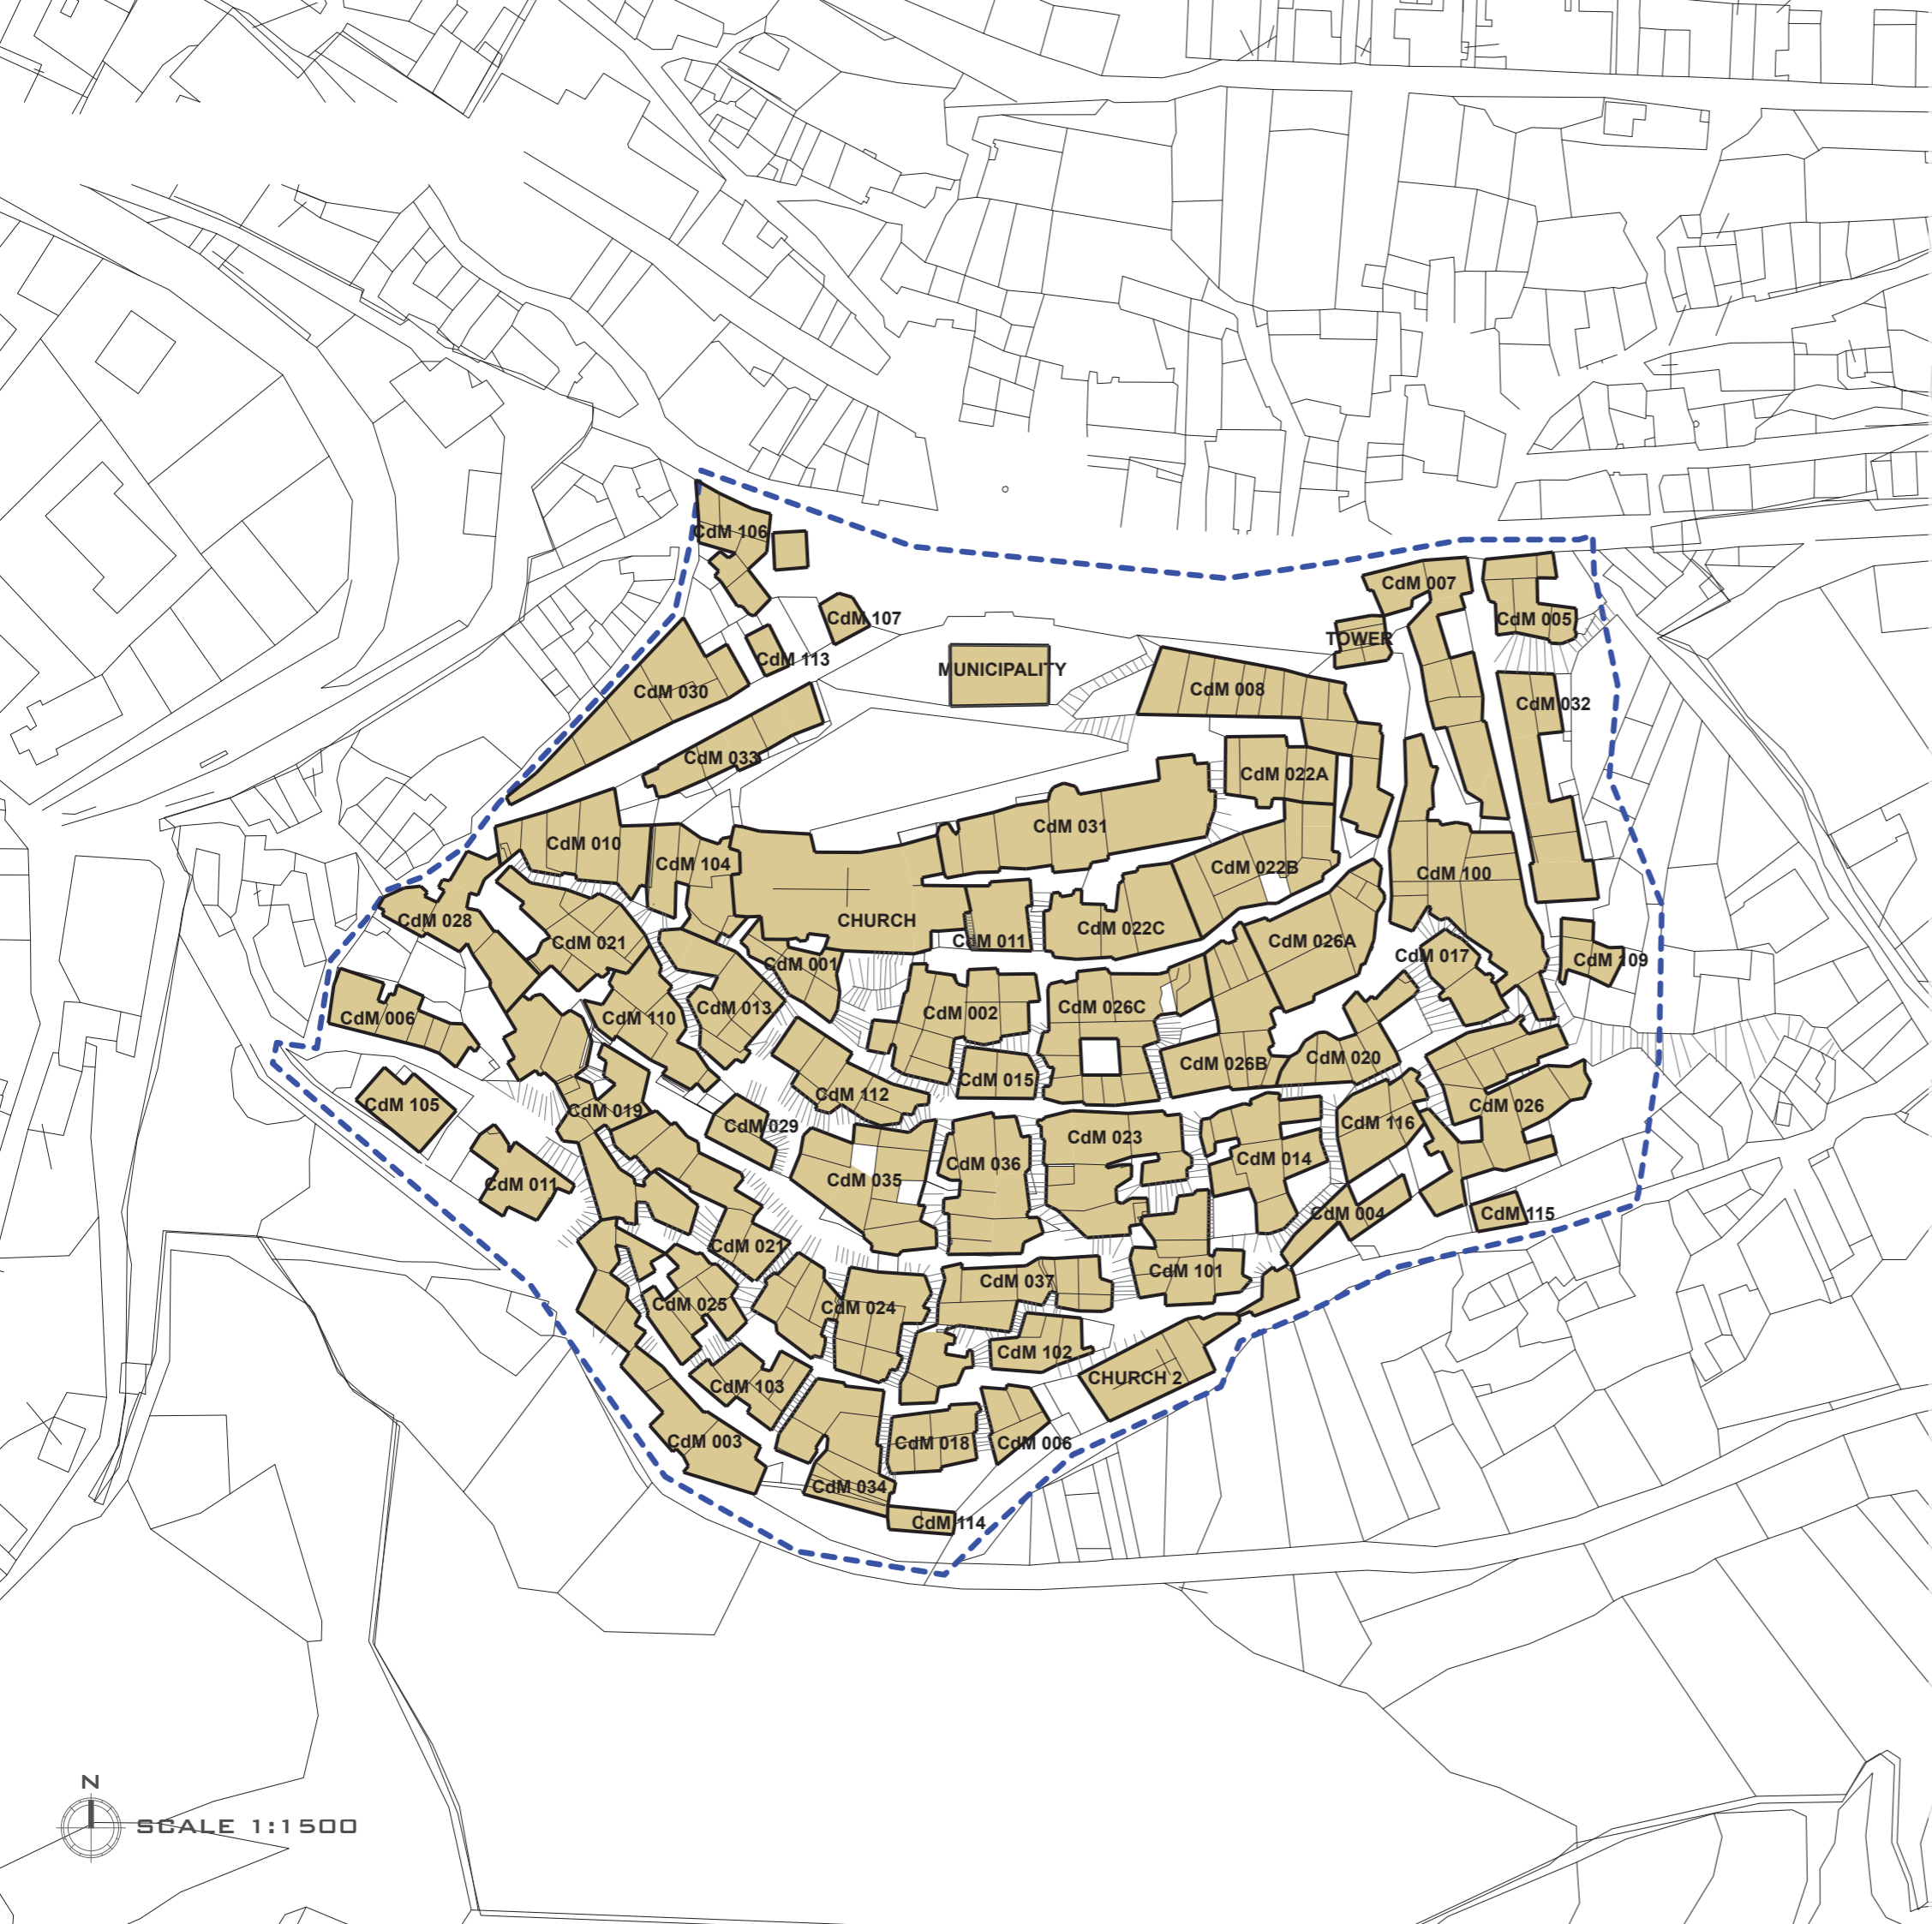 CdM 106
CdM 007
CdM 107
CdM 005
TOWER
CdM 113
MUNICIPALITY
CdM 030
CdM 008
CdM 032
CdM 033
CdM 022A
CdM 031
CdM 010
CdM 104
CdM 022B
CdM 100
CdM 028
CHURCH
CdM 022C
CdM 021
CdM 011
CdM 026A
CdM 017
CdM 109
CdM 001
CdM 013
CdM 006
CdM 110
CdM 002
CdM 026C
CdM 020
CdM 026B
CdM 015
CdM 112
CdM 105
CdM 019
CdM 026
CdM 029
CdM 116
CdM 023
CdM 014
CdM 036
CdM 035
CdM 011
CdM 004
CdM 115
CdM 021
CdM 101
CdM 037
CdM 025
CdM 024
CdM 102
CHURCH 2
CdM 103
CdM 003
CdM 018
CdM 006
CdM 034
CdM 114
N
SCALE 1:1500